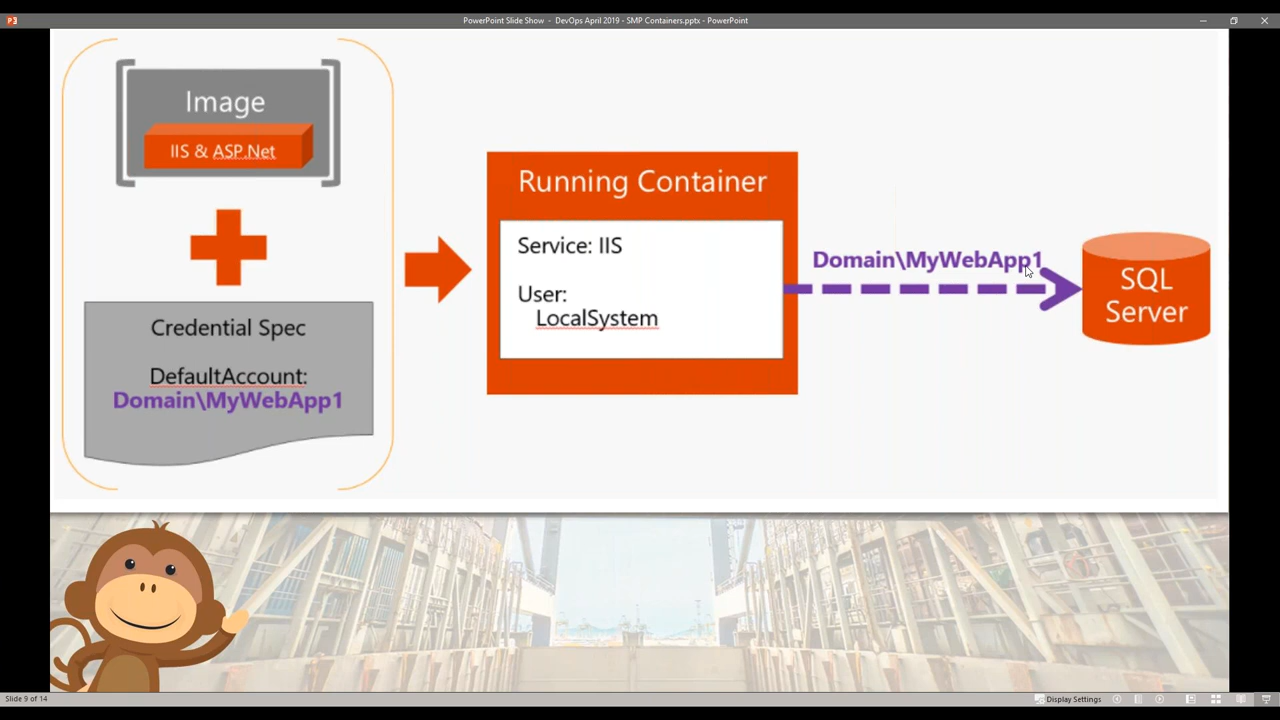 PowerPoint Slide Show - DevOps April 2019 - SMP Containers.pptx - PowerPoint
Image
IIS & ASP.Net
Credential Spec
DefaultAccount:
Domain\MyWebApp1
Running Container
Service: IIS
User:
LocalSystem
Domain\MyWebApp1
SQL
Server
Slide 9 of 14
Display Settings